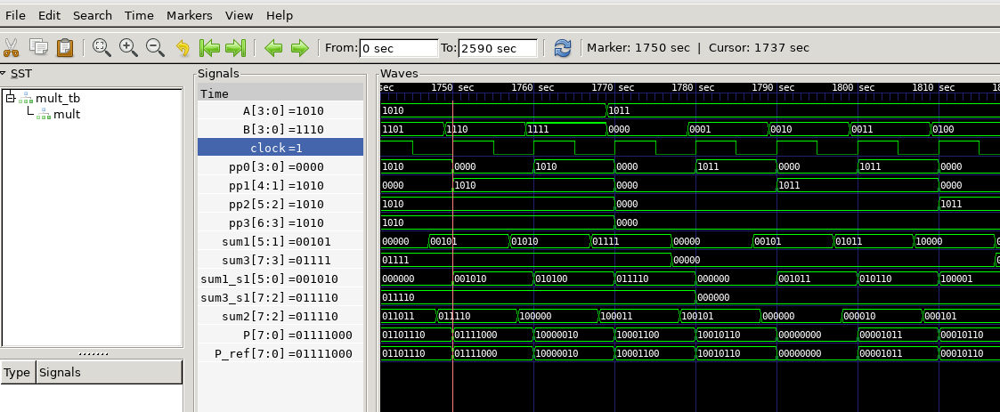 File Edit Search Time Markers View Help
From: 0 sec To: 2590 sec Marker: 1750 sec | Cursor: 1737 sec
SST Signals Waves
mult_tb
mult
Type Signals
Time sec 1750 sec 1760 sec 1770 sec 1780 sec 1790 sec 1800 sec 1810 sec 18
A[3:0] =1010 1010 1011
B[3:0] =1110 1101 1110 1111 0000 0001 0010 0011 0100
clock =1
pp0[3:0] =0000 1010 0000 1010 0000 1011 0000 1011 0000
pp1[4:1] =1010 0000 1010 0000 1011 0000
pp2[5:2] =1010 1010 0000 1011
pp3[6:3] =1010 1010 0000
sum1[5:1] =00101 00000 00101 01010 01111 00000 00101 01011 10000 0
sum3[7:3] =01111 01111 00000 0
sum1_s1[5:0] =001010 000000 001010 010100 011110 000000 001011 010110 100001
sum3_s1[7:2] =011110 011110 000000
sum2[7:2] =011110 011011 011110 100000 100011 100101 000000 000010 000101
P[7:0] =01111000 01101110 01111000 10000010 10001100 10010110 00000000 00001011 00010110
P_ref[7:0] =01111000 01101110 01111000 10000010 10001100 10010110 00000000 00001011 00010110